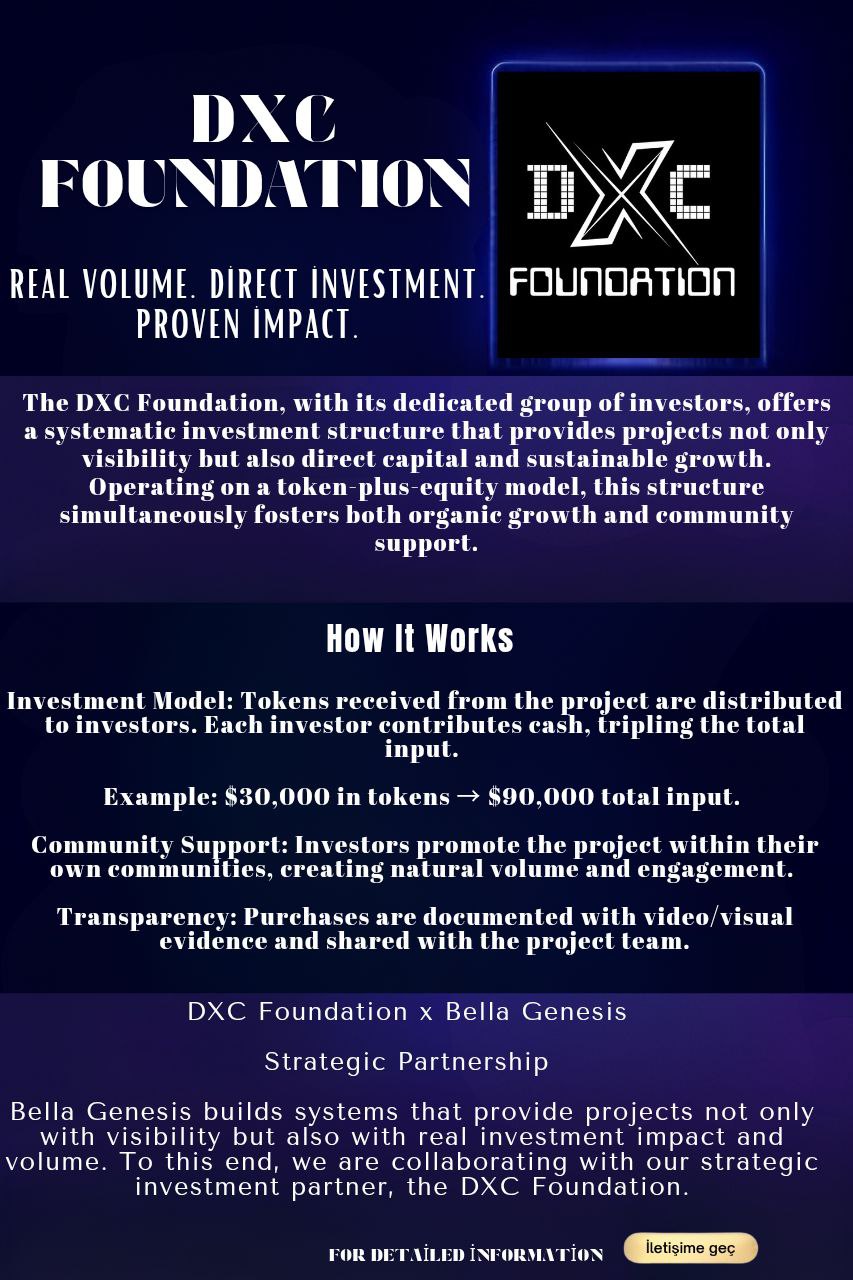 DXC
FOUNDATION
DXC
FOUNDATION
REAL VOLUME. DİRECT İNVESTMENT.
PROVEN İMPACT.
The DXC Foundation, with its dedicated group of investors, offers
a systematic investment structure that provides projects not only
visibility but also direct capital and sustainable growth.
Operating on a token-plus-equity model, this structure
simultaneously fosters both organic growth and community
support.
How It Works
Investment Model: Tokens received from the project are distributed
to investors. Each investor contributes cash, tripling the total
input.
Example: $30,000 in tokens → $90,000 total input.
Community Support: Investors promote the project within their
own communities, creating natural volume and engagement.
Transparency: Purchases are documented with video/visual
evidence and shared with the project team.
DXC Foundation x Bella Genesis
Strategic Partnership
Bella Genesis builds systems that provide projects not only
with visibility but also with real investment impact and
volume. To this end, we are collaborating with our strategic
investment partner, the DXC Foundation.
FOR DETAİLED İNFORMATİON
İletişime geç